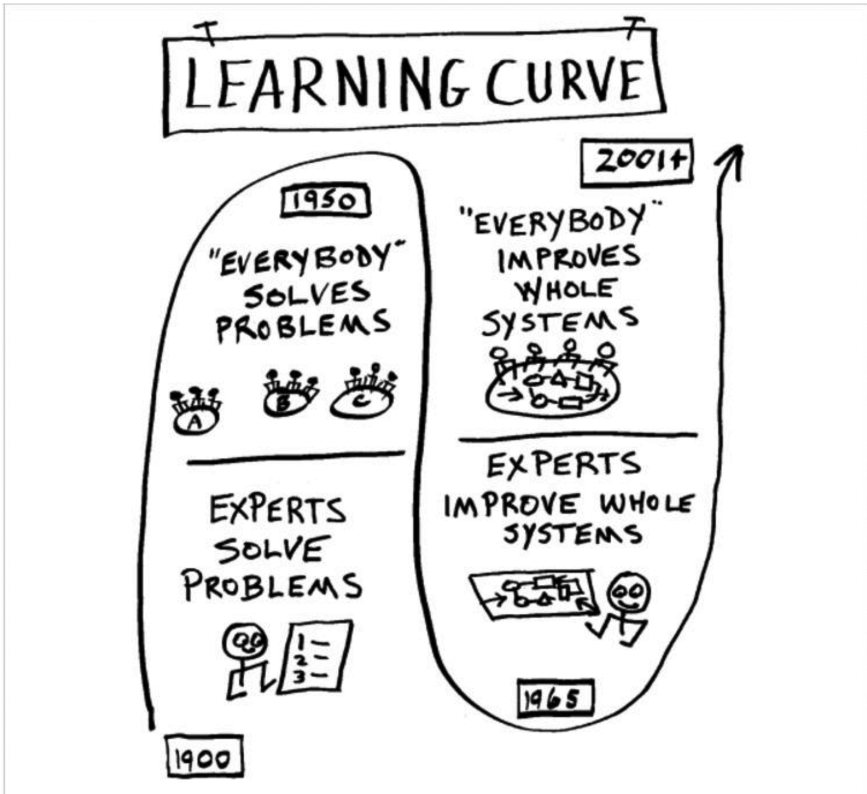 LEARNING CURVE
1900
EXPERTS
SOLVE
PROBLEMS
1—
2—
3—
1950
"EVERYBODY"
SOLVES
PROBLEMS
A
B
C
1965
EXPERTS
IMPROVE WHOLE
SYSTEMS
2001+
"EVERYBODY"
IMPROVES
WHOLE
SYSTEMS